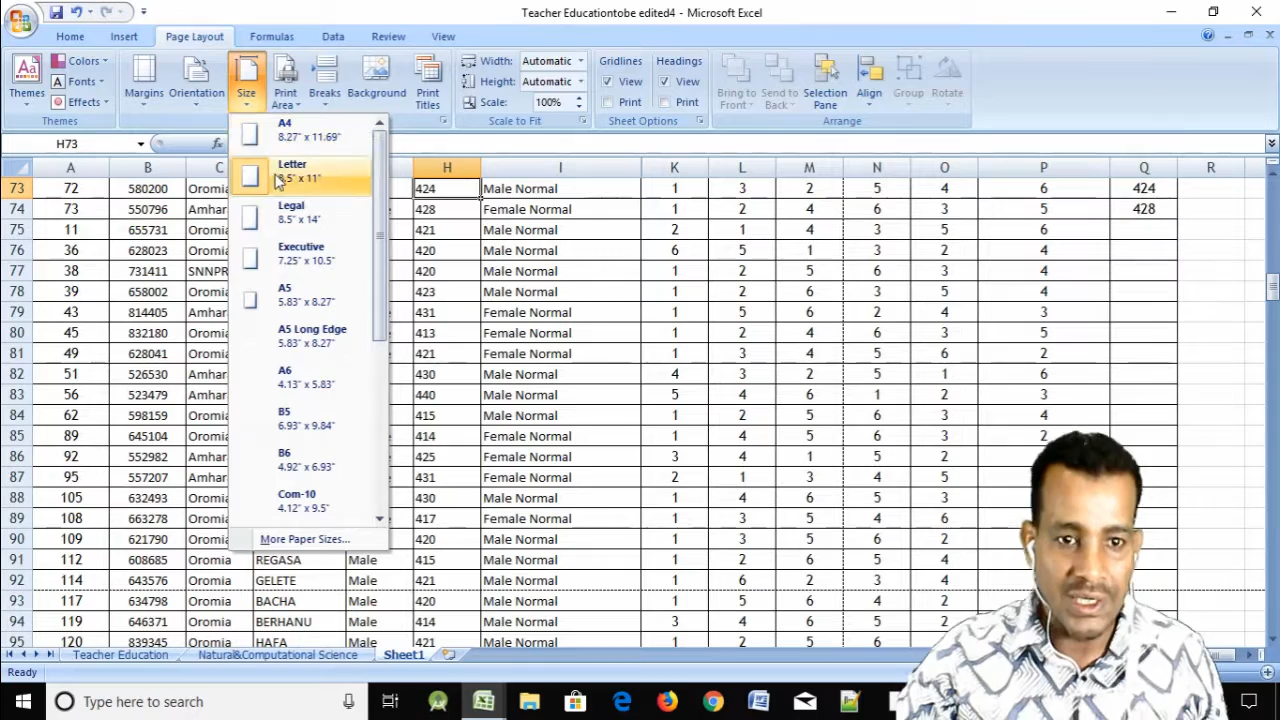 Teacher Educationtobe edited4 - Microsoft Excel
Home Insert Page Layout Formulas Data Review View
Themes
Colors
Fonts
Effects
Themes
Margins Orientation Size Print Area Breaks Background Print Titles
Width: Automatic
Height: Automatic
Scale: 100%
Scale to Fit
Gridlines Headings
View View
Print Print
Sheet Options
Bring to Front Send to Back Selection Pane Align Group Rotate
Arrange
H73 fx
A4
8.27" x 11.69"
Letter
8.5" x 11"
Legal
8.5" x 14"
Executive
7.25" x 10.5"
A5
5.83" x 8.27"
A5 Long Edge
5.83" x 8.27"
A6
4.13" x 5.83"
B5
6.93" x 9.84"
B6
4.92" x 6.93"
Com-10
4.12" x 9.5"
More Paper Sizes...
A B C H I K L M N O P Q R
73 72 580200 Oromia 424 Male Normal 1 3 2 5 4 6 424
74 73 550796 Amhar 428 Female Normal 1 2 4 6 3 5 428
75 11 655731 Oromi 421 Male Normal 2 1 4 3 5 6
76 36 628023 Oromi 420 Male Normal 6 5 1 3 2 4
77 38 731411 SNNPR 420 Male Normal 1 2 5 6 3 4
78 39 658002 Oromi 423 Male Normal 1 2 6 3 5 4
79 43 814405 Oromi 431 Female Normal 1 5 6 2 4 3
80 45 832180 Oromi 413 Female Normal 1 2 4 6 3 5
81 49 628041 Oromi 421 Female Normal 1 3 4 5 6 2
82 51 526530 Amhar 430 Male Normal 4 3 2 5 1 6
83 56 523479 Amhar 440 Male Normal 5 4 6 1 2 3
84 62 598159 Oromi 415 Male Normal 1 2 5 6 3 4
85 89 645104 Oromi 414 Female Normal 1 4 5 6 3 2
86 92 552982 Amhar 425 Female Normal 3 4 1 5 2
87 95 557207 Amhar 431 Female Normal 2 1 3 4 5
88 105 632493 Oromi 430 Male Normal 1 4 6 5 3
89 108 663278 Oromi 417 Female Normal 1 3 5 4 6
90 109 621790 Oromi 420 Male Normal 1 3 5 6 2
91 112 608685 Oromia REGASA Male 415 Male Normal 1 2 6 5 4
92 114 643576 Oromia GELETE Male 421 Male Normal 1 6 2 3 4
93 117 634798 Oromia BACHA Male 420 Male Normal 1 5 6 4 2
94 119 646371 Oromia BERHANU Male 414 Male Normal 3 4 6 5 2
95 120 839345 Oromia HAFA Male 421 Male Normal 1 2 5 6
Teacher Education Natural&Computational Science Sheet1
Ready
Type here to search